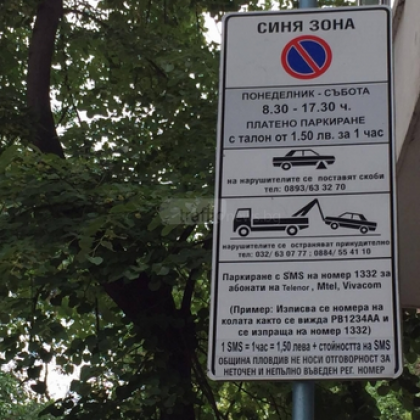 СИНЯ ЗОНА
ПОНЕДЕЛНИК - СЪБОТА
8.30 - 17.30 ч.
ПЛАТЕНО ПАРКИРАНЕ
с талон от 1.50 лв. за 1 час
на нарушителите се поставят скоби
тел: 0893/63 32 70
нарушителите се отстраняват принудително
тел: 032/ 63 07 77 ; 0884/ 55 41 10
Паркиране с SMS на номер 1332 за
абонати на Telenor , Mtel, Vivacom
(Пример: Изписва се номера на
колата както се вижда РВ1234АА и
се изпраща на номер 1332)
1 SMS = 1час = 1,50 лева + стойността на SMS
ОБЩИНА ПЛОВДИВ НЕ НОСИ ОТГОВОРНОСТ ЗА
НЕТОЧЕН И НЕПЪЛНО ВЪВЕДЕН РЕГ. НОМЕР